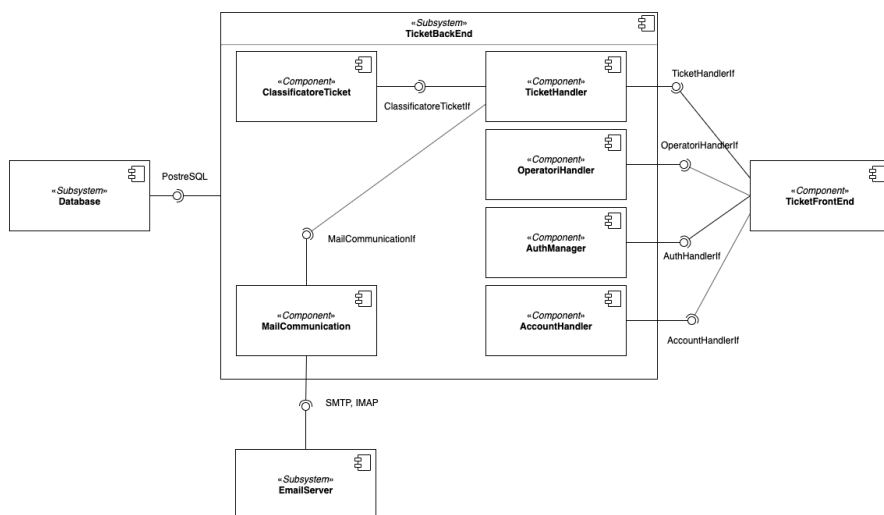 «Subsystem»
TicketBackEnd
«Component»
ClassificatoreTicket
ClassificatoreTicketIf
«Component»
TicketHandler
TicketHandlerIf
«Component»
OperatoriHandler
OperatoriHandlerIf
«Subsystem»
Database
PostreSQL
«Component»
TicketFrontEnd
MailCommunicationIf
«Component»
AuthManager
AuthHandlerIf
«Component»
MailCommunication
«Component»
AccountHandler
AccountHandlerIf
SMTP, IMAP
«Subsystem»
EmailServer